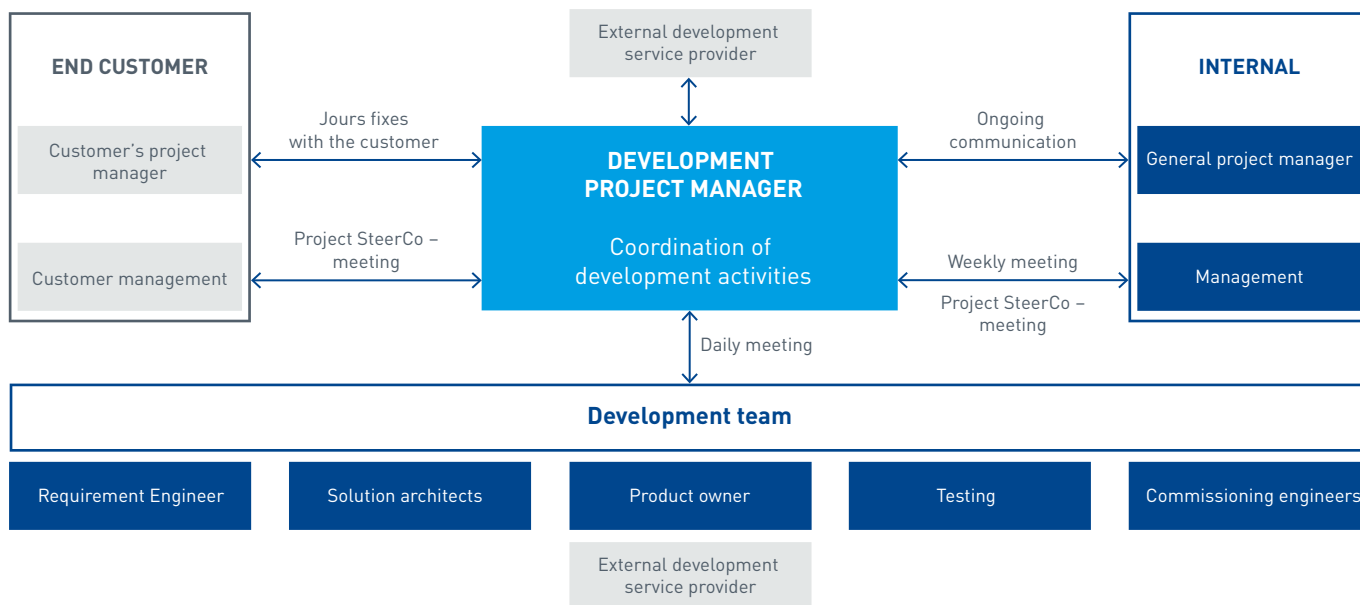 External development
service provider
END CUSTOMER
INTERNAL
Jours fixes
with the customer
Ongoing
communication
Customer's project
manager
DEVELOPMENT
PROJECT MANAGER
General project manager
Project SteerCo –
meeting
Coordination of
development activities
Weekly meeting
Customer management
Management
Project SteerCo –
meeting
Daily meeting
Development team
Requirement Engineer
Solution architects
Product owner
Testing
Commissioning engineers
External development
service provider